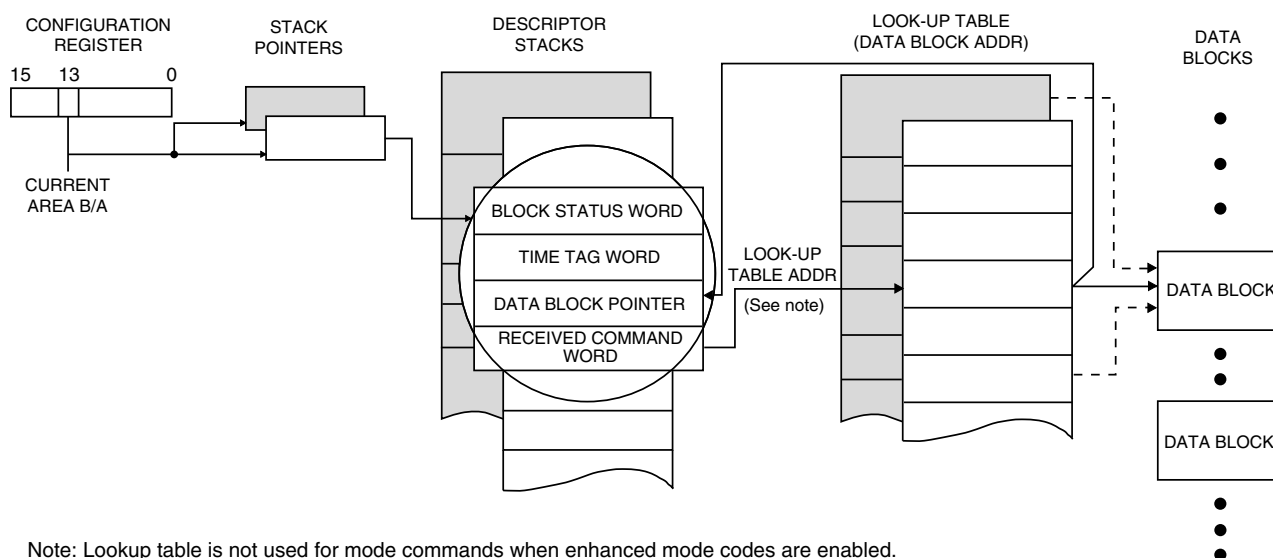 CONFIGURATION
REGISTER
15 13 0
CURRENT
AREA B/A
STACK
POINTERS
DESCRIPTOR
STACKS
BLOCK STATUS WORD
TIME TAG WORD
DATA BLOCK POINTER
RECEIVED COMMAND
WORD
LOOK-UP
TABLE ADDR
(See note)
LOOK-UP TABLE
(DATA BLOCK ADDR)
DATA
BLOCKS
DATA BLOCK
DATA BLOCK
Note: Lookup table is not used for mode commands when enhanced mode codes are enabled.